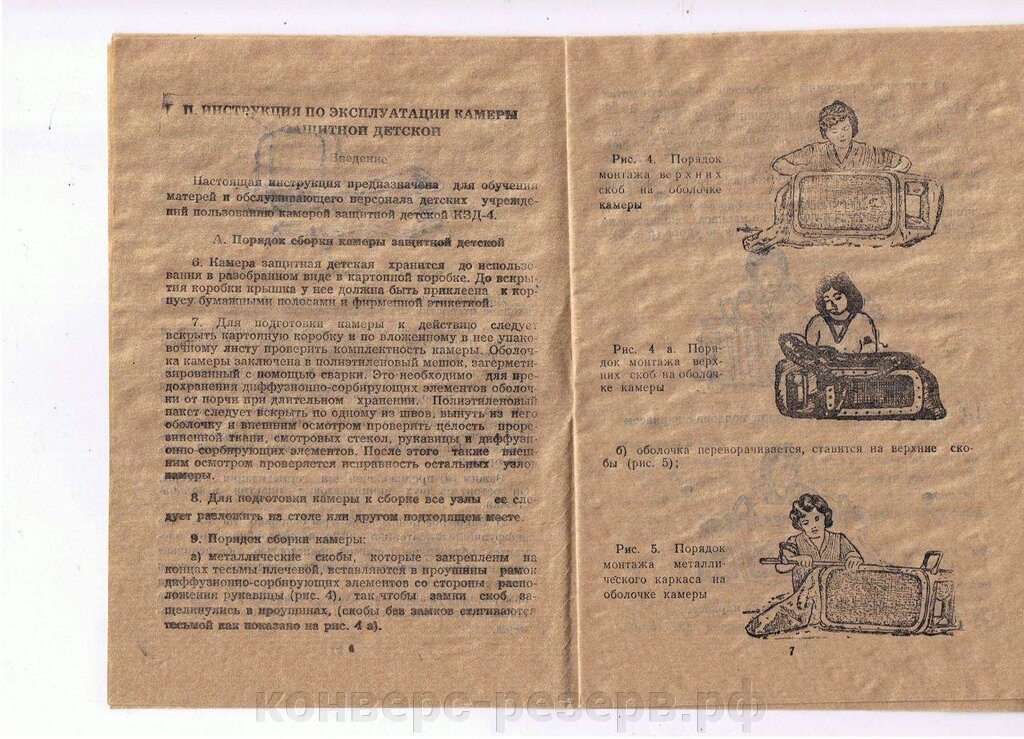 П. ИНСТРУКЦИЯ ПО ЭКСПЛУАТАЦИИ КАМЕРЫ
ЗАЩИТНОЙ ДЕТСКОЙ
Введение
Настоящая инструкция предназначена для обучения
матерей и обслуживающего персонала детских учрежде-
ний пользованию камерой защитной детской КЗД-4.
А. Порядок сборки камеры защитной детской
6. Камера защитная детская хранится до использо-
вания в разобранном виде в картонной коробке. До вскры-
тия коробки крышка у нее должна быть приклеена к кор-
пусу бумажными полосами и фирменной этикеткой.
7. Для подготовки камеры к действию следует
вскрыть картонную коробку и по вложенному в нее упако-
вочному листу проверить комплектность камеры. Оболоч-
ка камеры заключена в полиэтиленовый мешок, загермети-
зированный с помощью сварки. Это необходимо для пре-
дохранения диффузионно-сорбирующих элементов оболоч-
ки от порчи при длительном хранении. Полиэтиленовый
пакет следует вскрыть по одному из швов, вынуть из него
оболочку и внешним осмотром проверить целость проре-
зиненной ткани, смотровых стекол, рукавицы и диффузи-
онно-сорбирующих элементов. После этого также внеш-
ним осмотром проверяется исправность остальных узлов
камеры.
8. Для подготовки камеры к сборке все узлы ее сле-
дует разложить на столе или другом подходящем месте.
9. Порядок сборки камеры:
а) металлические скобы, которые закреплены на
концах тесьмы плечевой, вставляются в проушины рамок
диффузионно-сорбирующих элементов со стороны распо-
ложения рукавицы (рис. 4), так чтобы замки скоб за-
щелкнулись в проушинах, (скобы без замков стягиваются
тесьмой как показано на рис. 4 а).
6
Рис. 4. Порядок
монтажа верхних
скоб на оболочке
камеры
Рис. 4 а. Поря-
док монтажа верх-
них скоб на оболоч-
ке камеры
б) оболочка переворачивается, ставится на верхние ско-
бы (рис. 5);
Рис. 5. Порядок
монтажа металли-
ческого каркаса на
оболочке камеры
7
конверс-резерв.рф